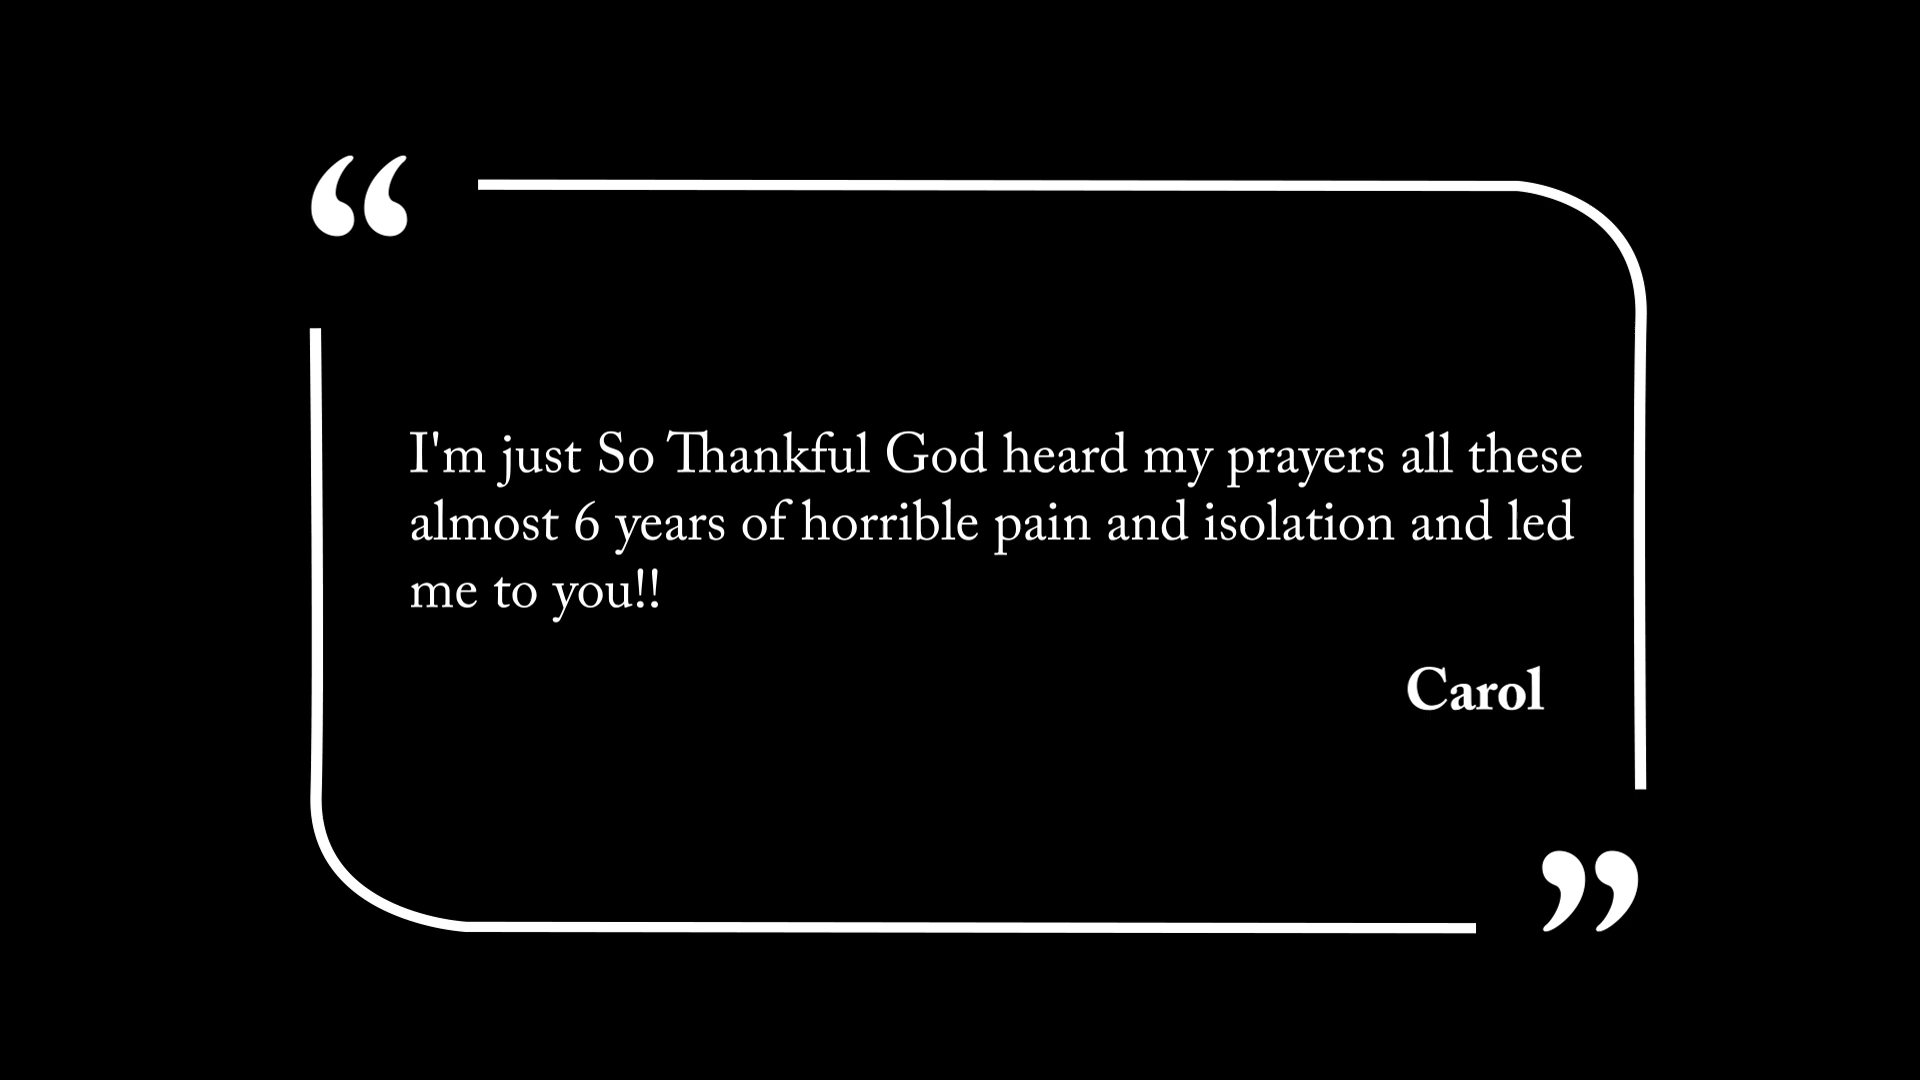 “
I'm just So Thankful God heard my prayers all these
almost 6 years of horrible pain and isolation and led
me to you!!
Carol
”